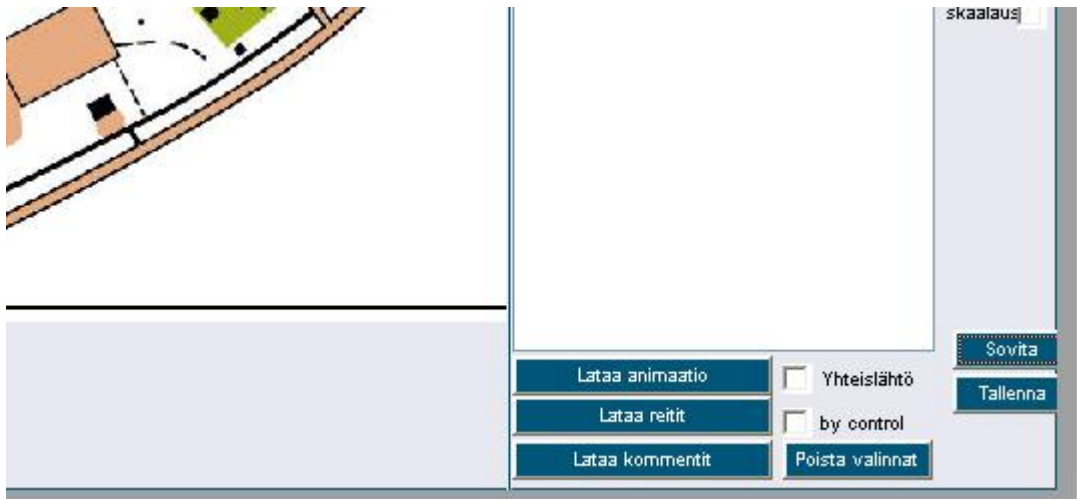 skaalaus
Sovita
Lataa animaatio
Yhteislähtö
Tallenna
Lataa reitit
by control
Lataa kommentit
Poista valinnat